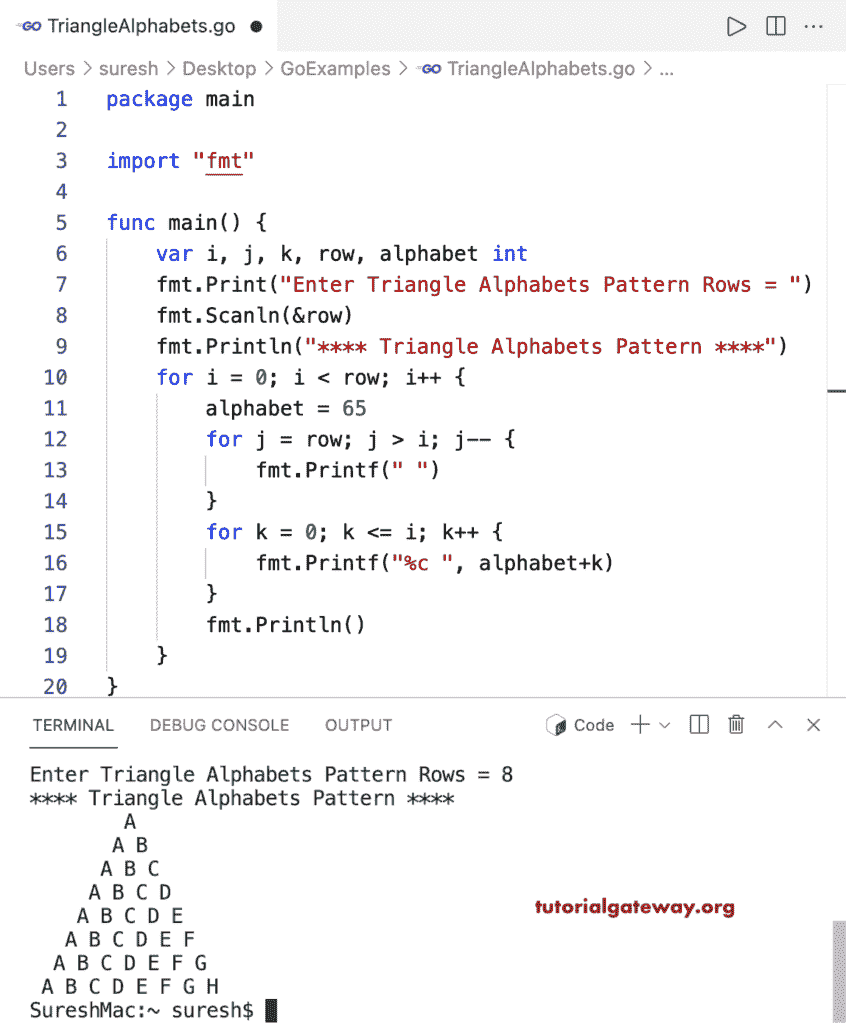 GO TriangleAlphabets.go
Users > suresh > Desktop > GoExamples > GO TriangleAlphabets.go > ...
1 package main
2
3 import "fmt"
4
5 func main() {
6     var i, j, k, row, alphabet int
7     fmt.Print("Enter Triangle Alphabets Pattern Rows = ")
8     fmt.Scanln(&row)
9     fmt.Println("**** Triangle Alphabets Pattern ****")
10     for i = 0; i < row; i++ {
11         alphabet = 65
12         for j = row; j > i; j-- {
13             fmt.Printf(" ")
14         }
15         for k = 0; k <= i; k++ {
16             fmt.Printf("%c ", alphabet+k)
17         }
18         fmt.Println()
19     }
20 }
TERMINAL DEBUG CONSOLE OUTPUT Code
Enter Triangle Alphabets Pattern Rows = 8
**** Triangle Alphabets Pattern ****
        A
       A B
      A B C
     A B C D
    A B C D E
   A B C D E F
  A B C D E F G
 A B C D E F G H
SureshMac:~ suresh$
tutorialgateway.org